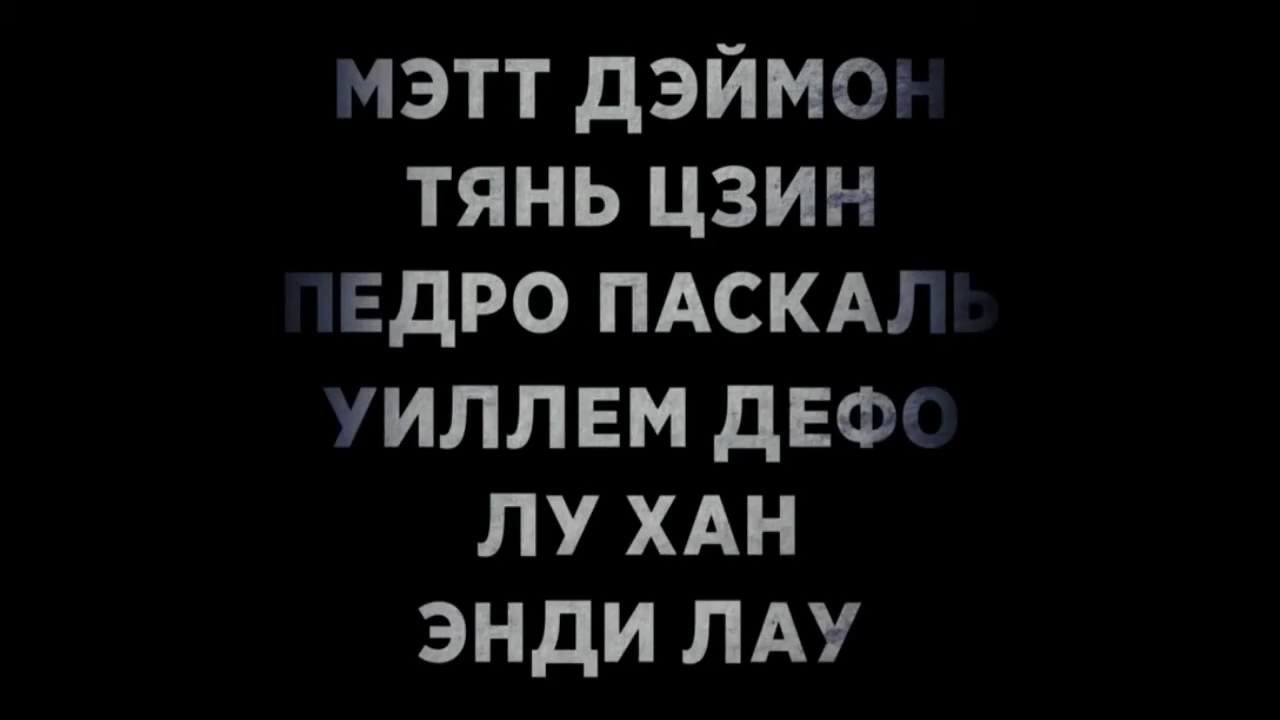 МЭТТ ДЭЙМОН
ТЯНЬ ЦЗИН
ПЕДРО ПАСКАЛЬ
УИЛЛЕМ ДЕФО
ЛУ ХАН
ЭНДИ ЛАУ